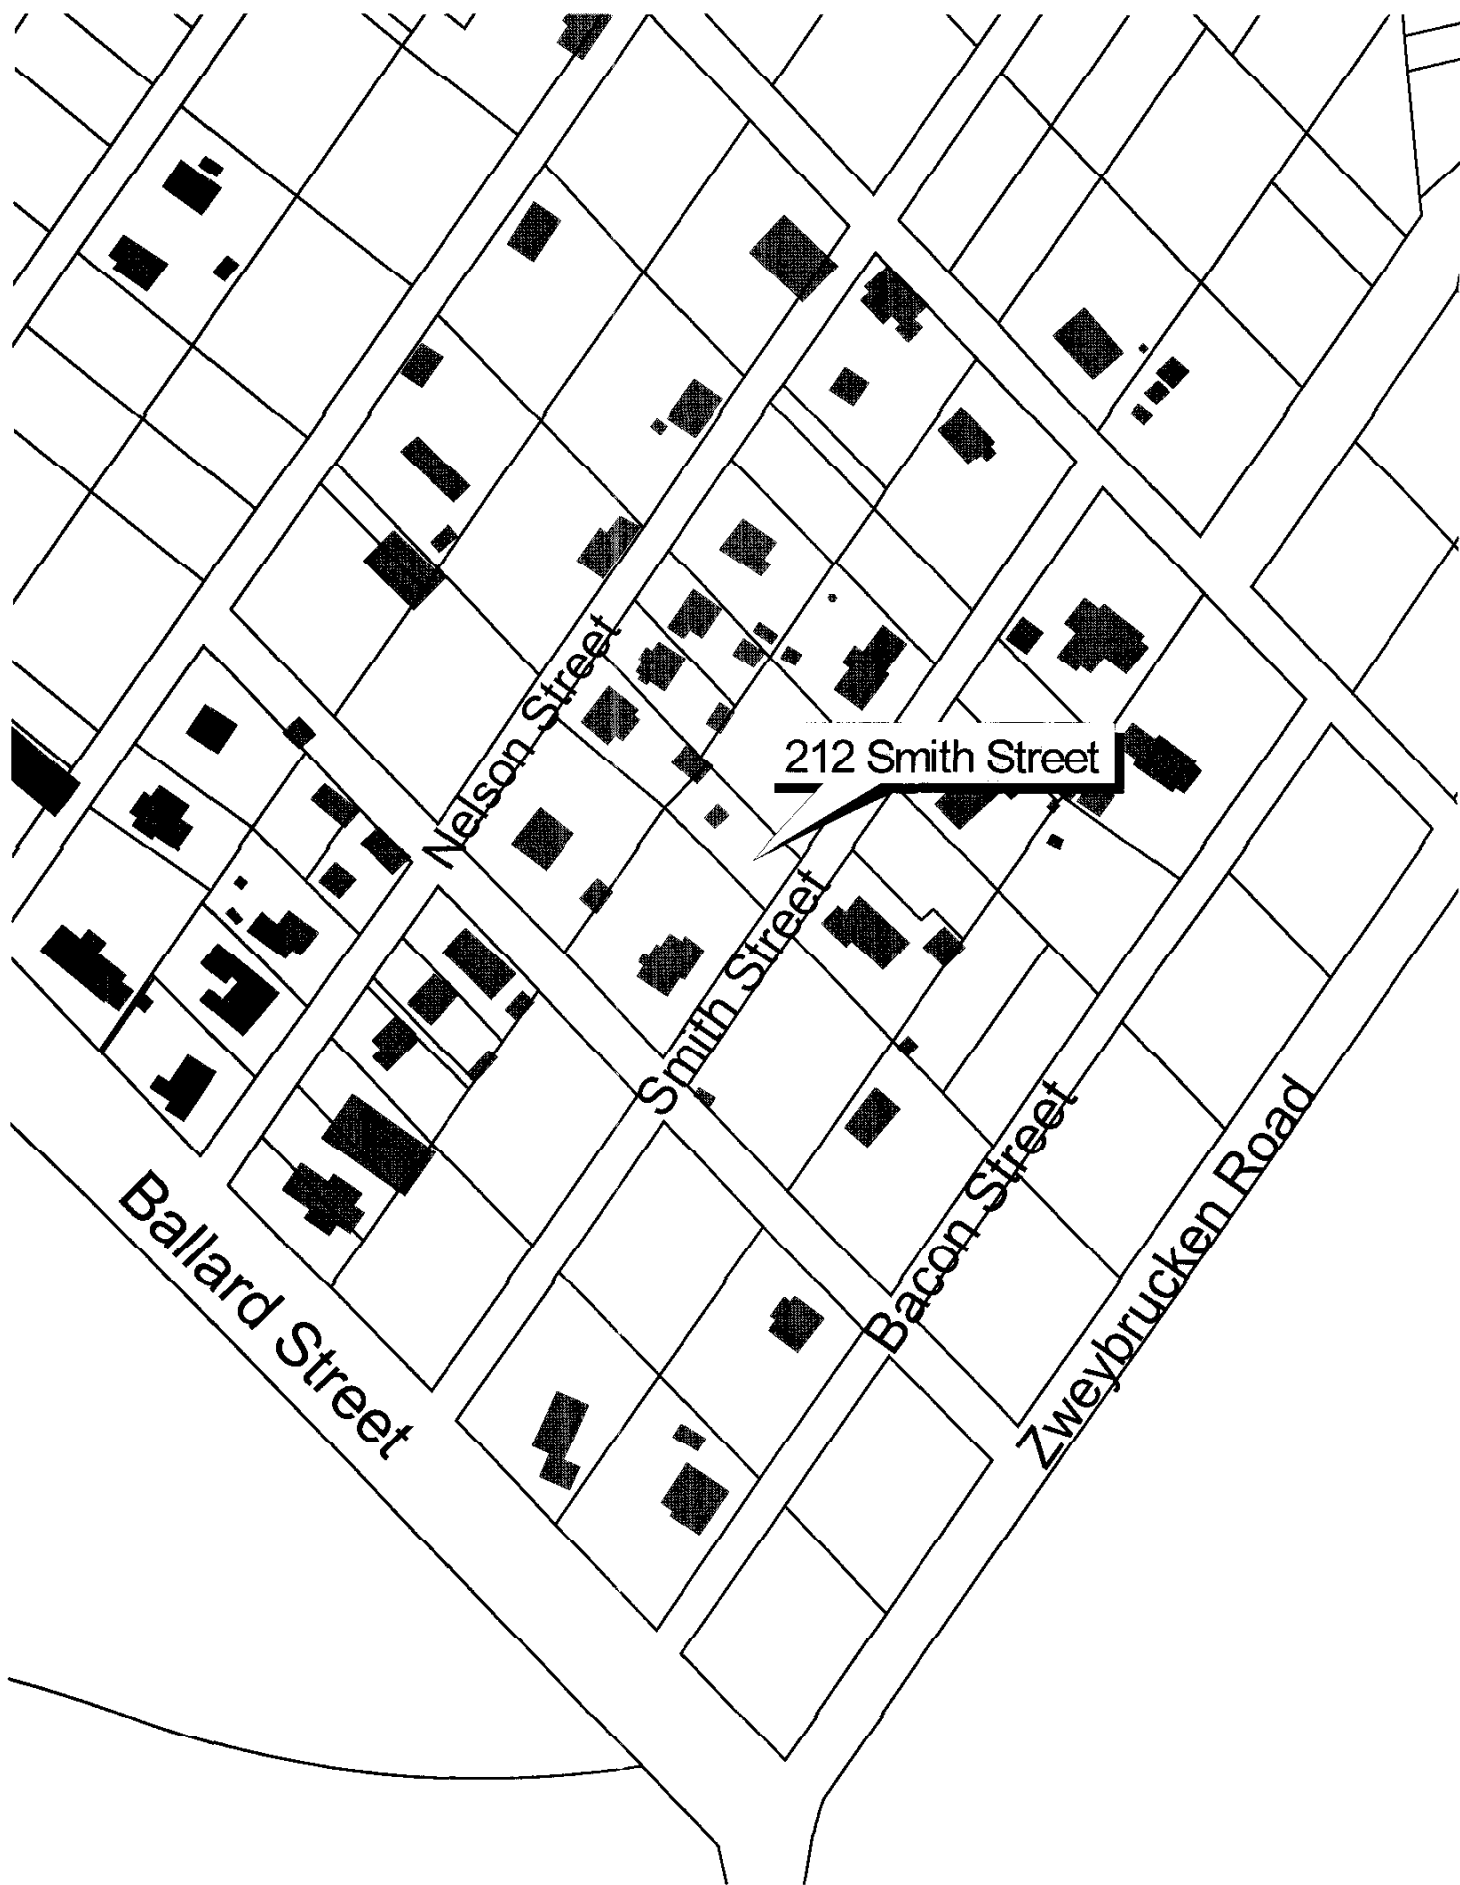 Nelson Street
212 Smith Street
Smith Street
Bacon Street
Zweybrucken Road
Ballard Street